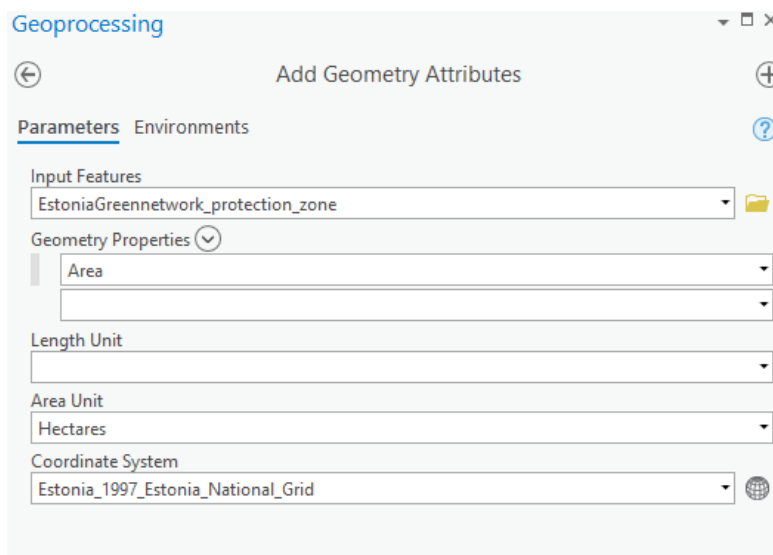 Geoprocessing
Add Geometry Attributes
Parameters Environments
Input Features
EstoniaGreennetwork_protection_zone
Geometry Properties
Area
Length Unit
Area Unit
Hectares
Coordinate System
Estonia_1997_Estonia_National_Grid